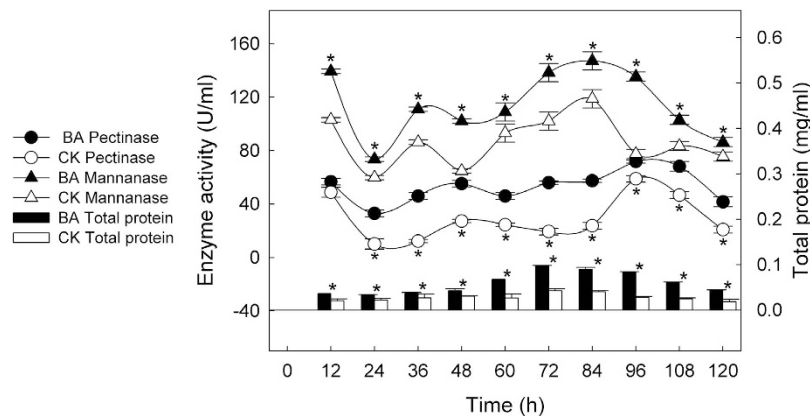 BA Pectinase
CK Pectinase
BA Mannanase
CK Mannanase
BA Total protein
CK Total protein
Enzyme activity (U/ml)
160
120
80
40
0
-40
* * * * * * * * * *
* * * * * * * * *
* * * * * * * * * *
0.6
0.5
0.4
0.3
0.2
0.1
0.0
Total protein (mg/ml)
0 12 24 36 48 60 72 84 96 108 120
Time (h)